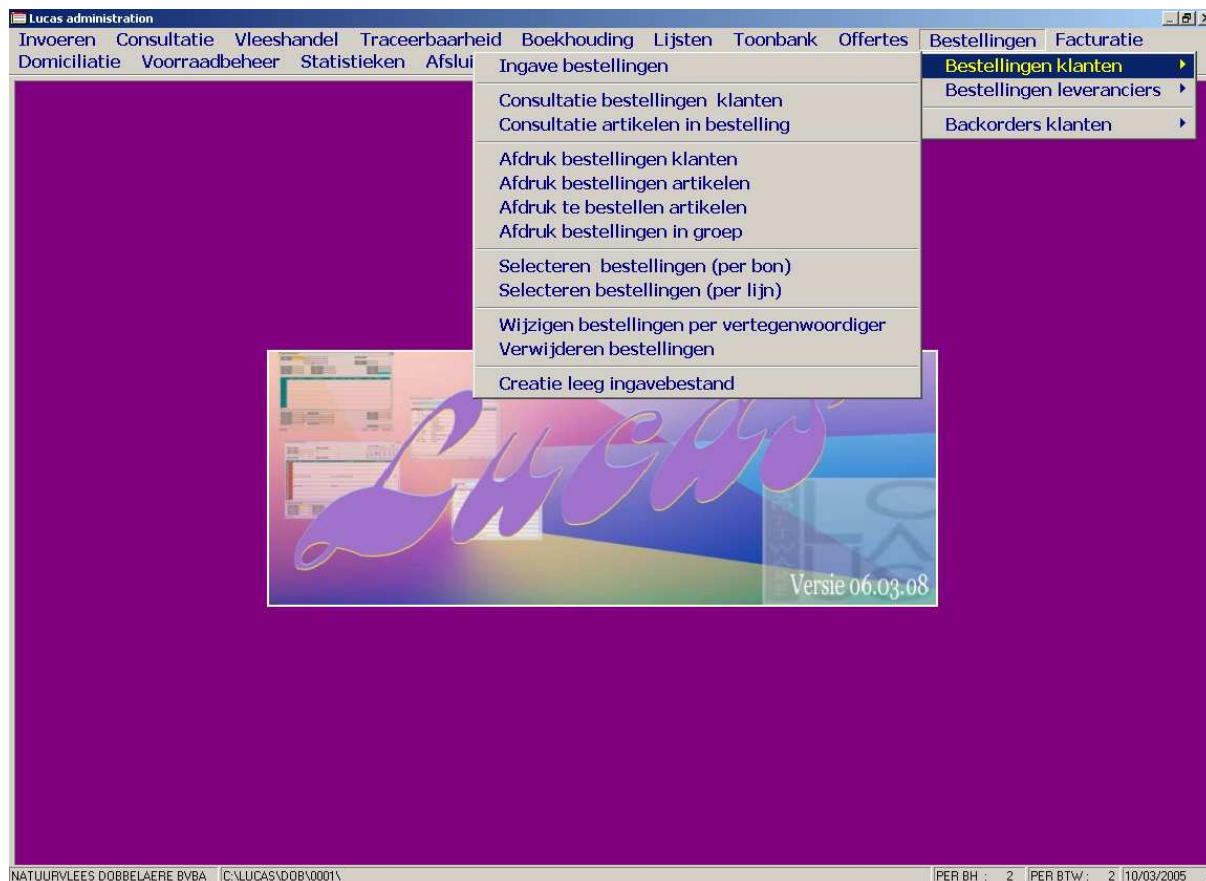 Lucas administration
Invoeren Consultatie Vleeshandel Traceerbaarheid Boekhouding Lijsten Toonbank Offertes Bestellingen Facturatie
Domiciliatie Voorraadbeheer Statistieken Afslui
Ingave bestellingen
Consultatie bestellingen klanten
Consultatie artikelen in bestelling
Afdruk bestellingen klanten
Afdruk bestellingen artikelen
Afdruk te bestellen artikelen
Afdruk bestellingen in groep
Selecteren bestellingen (per bon)
Selecteren bestellingen (per lijn)
Wijzigen bestellingen per vertegenwoordiger
Verwijderen bestellingen
Creatie leeg ingavebestand
Bestellingen klanten
Bestellingen leveranciers
Backorders klanten
Lucas
Versie 06.03.08
NATUURVLEES DOBBELAERE BVBA C:\LUCAS\DOB\0001\ PER BH : 2 PER BTW : 2 10/03/2005